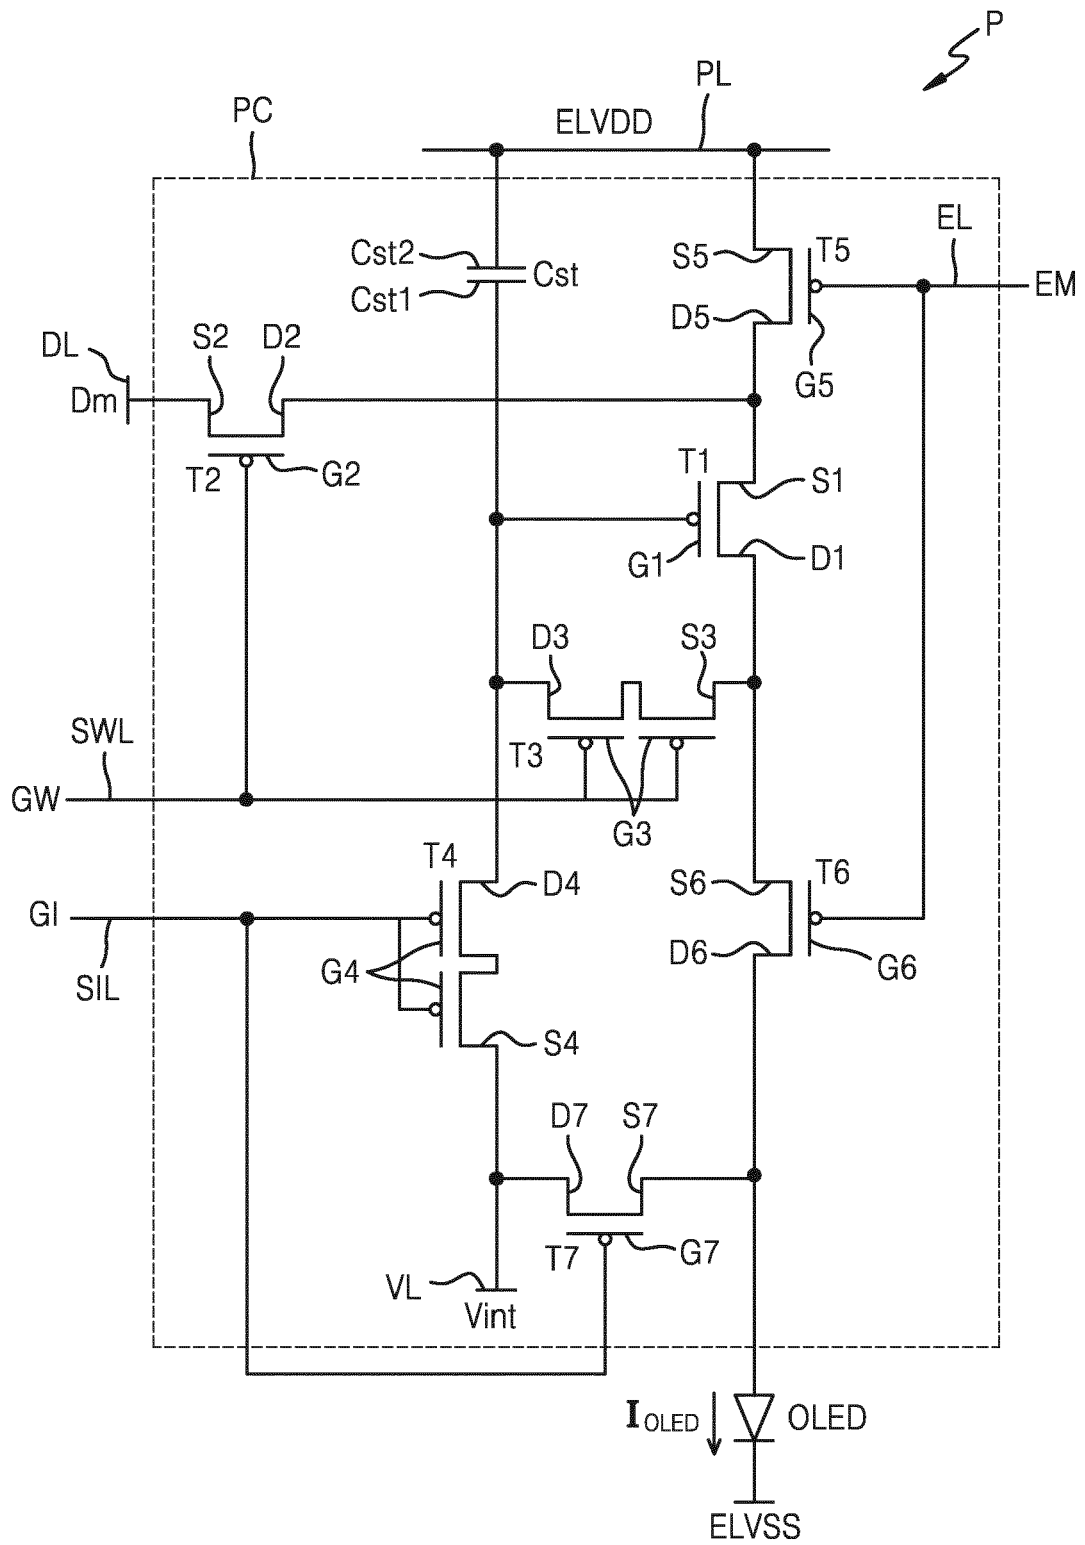 P
PL
PC
ELVDD
EL
Cst2
Cst
Cst1
S5
T5
EM
D5
G5
DL
S2
D2
Dm
T2
G2
T1
S1
G1
D1
D3
S3
SWL
T3
GW
G3
T4
D4
S6
T6
GI
G4
D6
G6
SIL
S4
D7
S7
T7
G7
VL
Vint
IOLED
OLED
ELVSS